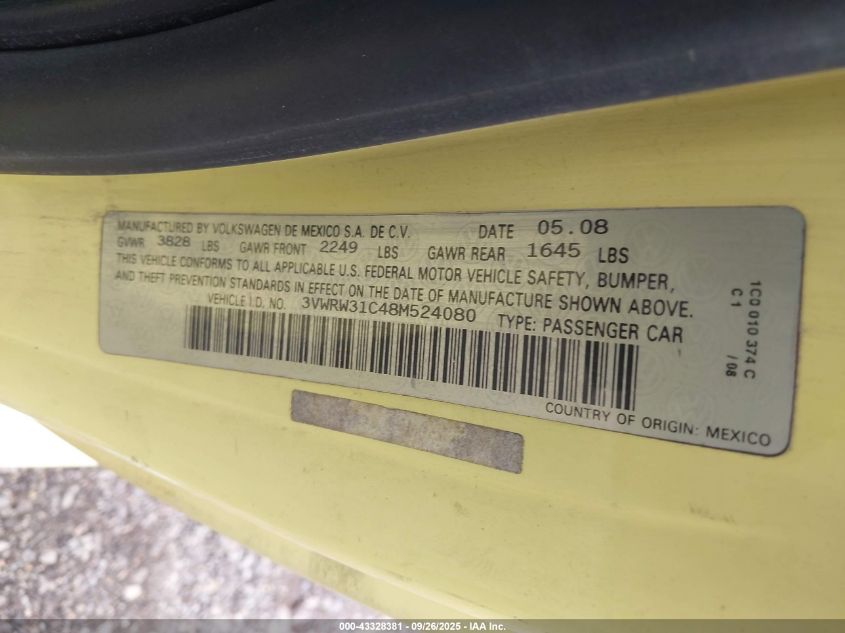 MANUFACTURED BY VOLKSWAGEN DE MEXICO S.A. DE C.V. DATE 05.08
GVWR 3828 LBS GAWR FRONT 2249 LBS GAWR REAR 1645 LBS
THIS VEHICLE CONFORMS TO ALL APPLICABLE U.S. FEDERAL MOTOR VEHICLE SAFETY, BUMPER,
AND THEFT PREVENTION STANDARDS IN EFFECT ON THE DATE OF MANUFACTURE SHOWN ABOVE.
VEHICLE I.D. NO. 3VWRW31C48M524080 TYPE: PASSENGER CAR
COUNTRY OF ORIGIN: MEXICO
1C0 010 374 C
C 1 /08
000-43328381 - 09/26/2025 - IAA Inc.